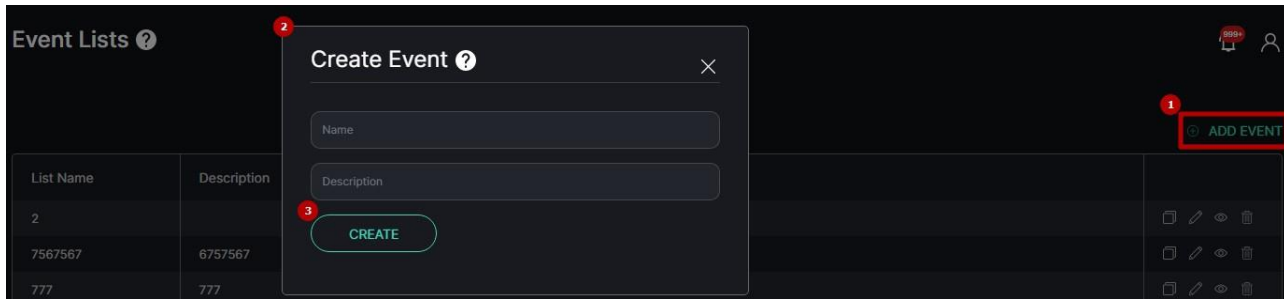 Event Lists ?
2
Create Event ?
999+
1
ADD EVENT
Name
List Name
Description
Description
3
CREATE
2
7567567
6757567
777
777